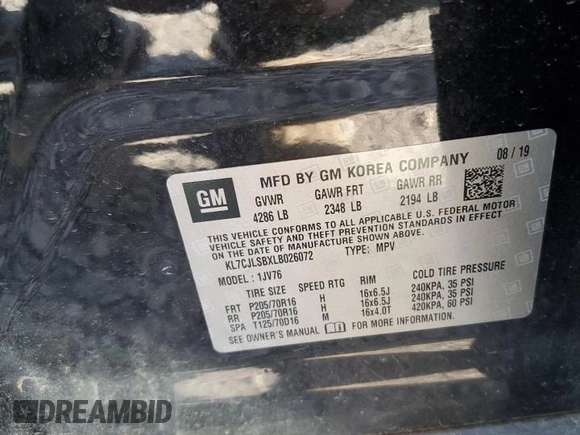 GM
MFD BY GM KOREA COMPANY 08 / 19
GVWR GAWR FRT GAWR RR
4286 LB 2348 LB 2194 LB
THIS VEHICLE CONFORMS TO ALL APPLICABLE U.S. FEDERAL MOTOR
VEHICLE SAFETY, BUMPER, AND THEFT PREVENTION STANDARDS IN EFFECT
ON THE DATE OF MANUFACTURE SHOWN ABOVE.
KL7CJLSBXLB026072 TYPE: MPV
MODEL : 1JV76
TIRE SIZE SPEED RTG RIM COLD TIRE PRESSURE
FRT P205/70R16 H 16x6.5J 240KPA, 35 PSI
RR P205/70R16 H 16x6.5J 240KPA, 35 PSI
SPA T125/70D16 M 16x4.0T 420KPA, 60 PSI
SEE OWNER'S MANUAL FOR MORE INFORMATION.
DREAMBID